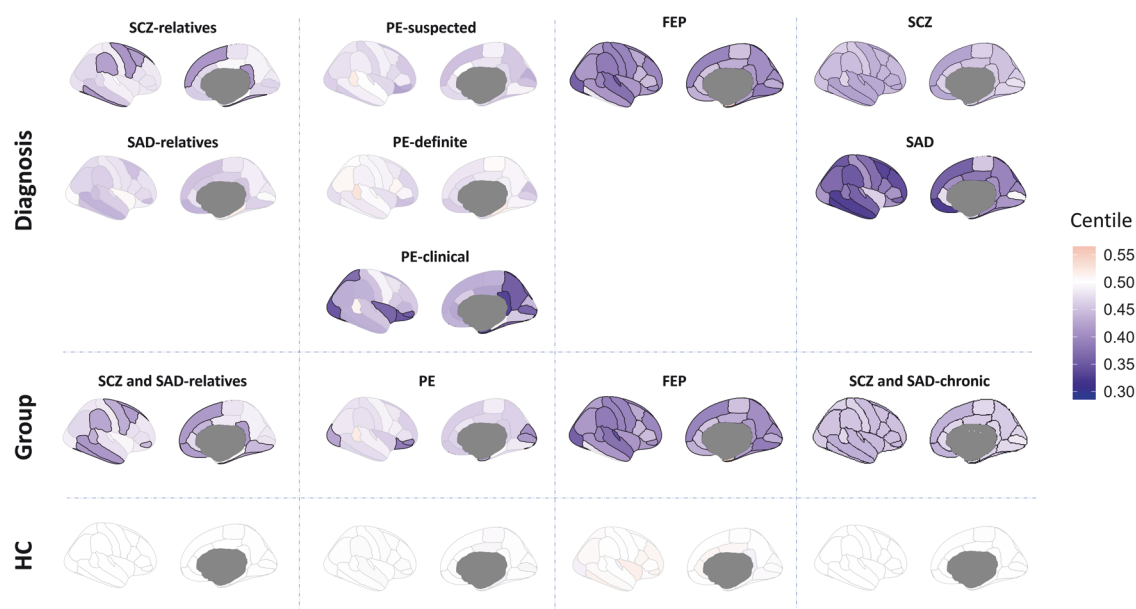 SCZ-relatives
PE-suspected
FEP
SCZ
SAD-relatives
PE-definite
SAD
PE-clinical
Diagnosis
Centile
0.55
0.50
0.45
0.40
0.35
0.30
SCZ and SAD-relatives
PE
FEP
SCZ and SAD-chronic
Group
HC